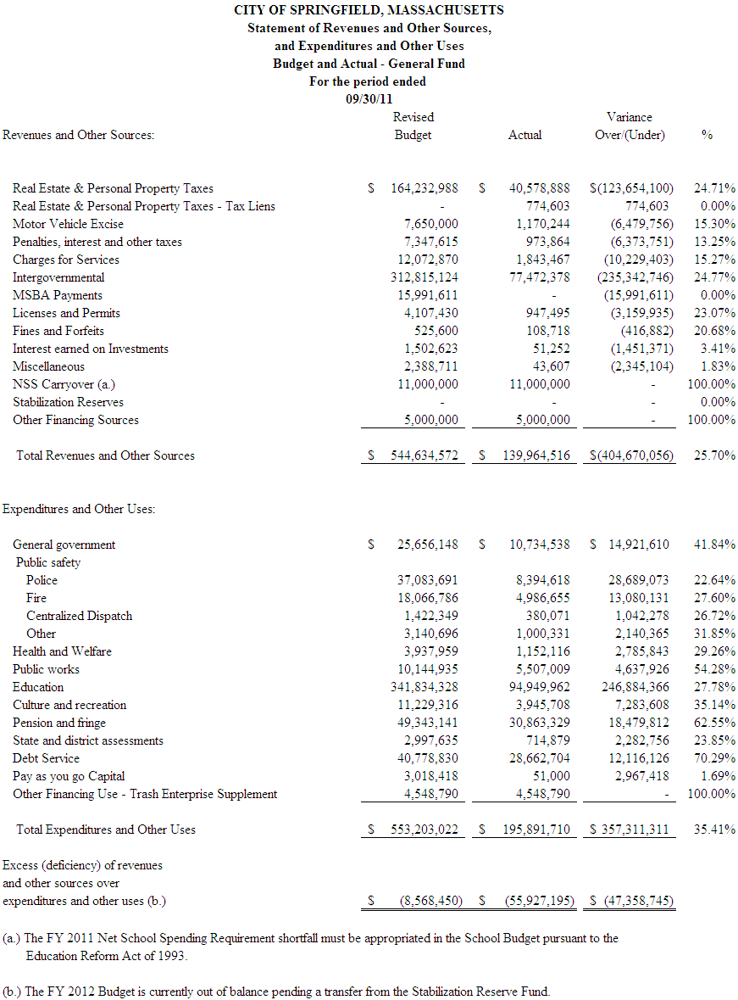 CITY OF SPRINGFIELD, MASSACHUSETTS
Statement of Revenues and Other Sources,
and Expenditures and Other Uses
Budget and Actual - General Fund
For the period ended
09/30/11
Revised Variance
Revenues and Other Sources: Budget Actual Over/(Under) %
Real Estate & Personal Property Taxes $ 164,232,988 $ 40,578,888 $(123,654,100) 24.71%
Real Estate & Personal Property Taxes - Tax Liens - 774,603 774,603 0.00%
Motor Vehicle Excise 7,650,000 1,170,244 (6,479,756) 15.30%
Penalties, interest and other taxes 7,347,615 973,864 (6,373,751) 13.25%
Charges for Services 12,072,870 1,843,467 (10,229,403) 15.27%
Intergovernmental 312,815,124 77,472,378 (235,342,746) 24.77%
MSBA Payments 15,991,611 - (15,991,611) 0.00%
Licenses and Permits 4,107,430 947,495 (3,159,935) 23.07%
Fines and Forfeits 525,600 108,718 (416,882) 20.68%
Interest earned on Investments 1,502,623 51,252 (1,451,371) 3.41%
Miscellaneous 2,388,711 43,607 (2,345,104) 1.83%
NSS Carryover (a.) 11,000,000 11,000,000 - 100.00%
Stabilization Reserves - - - 0.00%
Other Financing Sources 5,000,000 5,000,000 - 100.00%
Total Revenues and Other Sources $ 544,634,572 $ 139,964,516 $(404,670,056) 25.70%
Expenditures and Other Uses:
General government $ 25,656,148 $ 10,734,538 $ 14,921,610 41.84%
Public safety
Police 37,083,691 8,394,618 28,689,073 22.64%
Fire 18,066,786 4,986,655 13,080,131 27.60%
Centralized Dispatch 1,422,349 380,071 1,042,278 26.72%
Other 3,140,696 1,000,331 2,140,365 31.85%
Health and Welfare 3,937,959 1,152,116 2,785,843 29.26%
Public works 10,144,935 5,507,009 4,637,926 54.28%
Education 341,834,328 94,949,962 246,884,366 27.78%
Culture and recreation 11,229,316 3,945,708 7,283,608 35.14%
Pension and fringe 49,343,141 30,863,329 18,479,812 62.55%
State and district assessments 2,997,635 714,879 2,282,756 23.85%
Debt Service 40,778,830 28,662,704 12,116,126 70.29%
Pay as you go Capital 3,018,418 51,000 2,967,418 1.69%
Other Financing Use - Trash Enterprise Supplement 4,548,790 4,548,790 - 100.00%
Total Expenditures and Other Uses $ 553,203,022 $ 195,891,710 $ 357,311,311 35.41%
Excess (deficiency) of revenues
and other sources over
expenditures and other uses (b.) $ (8,568,450) $ (55,927,195) $ (47,358,745)
(a.) The FY 2011 Net School Spending Requirement shortfall must be appropriated in the School Budget pursuant to the
Education Reform Act of 1993.
(b.) The FY 2012 Budget is currently out of balance pending a transfer from the Stabilization Reserve Fund.